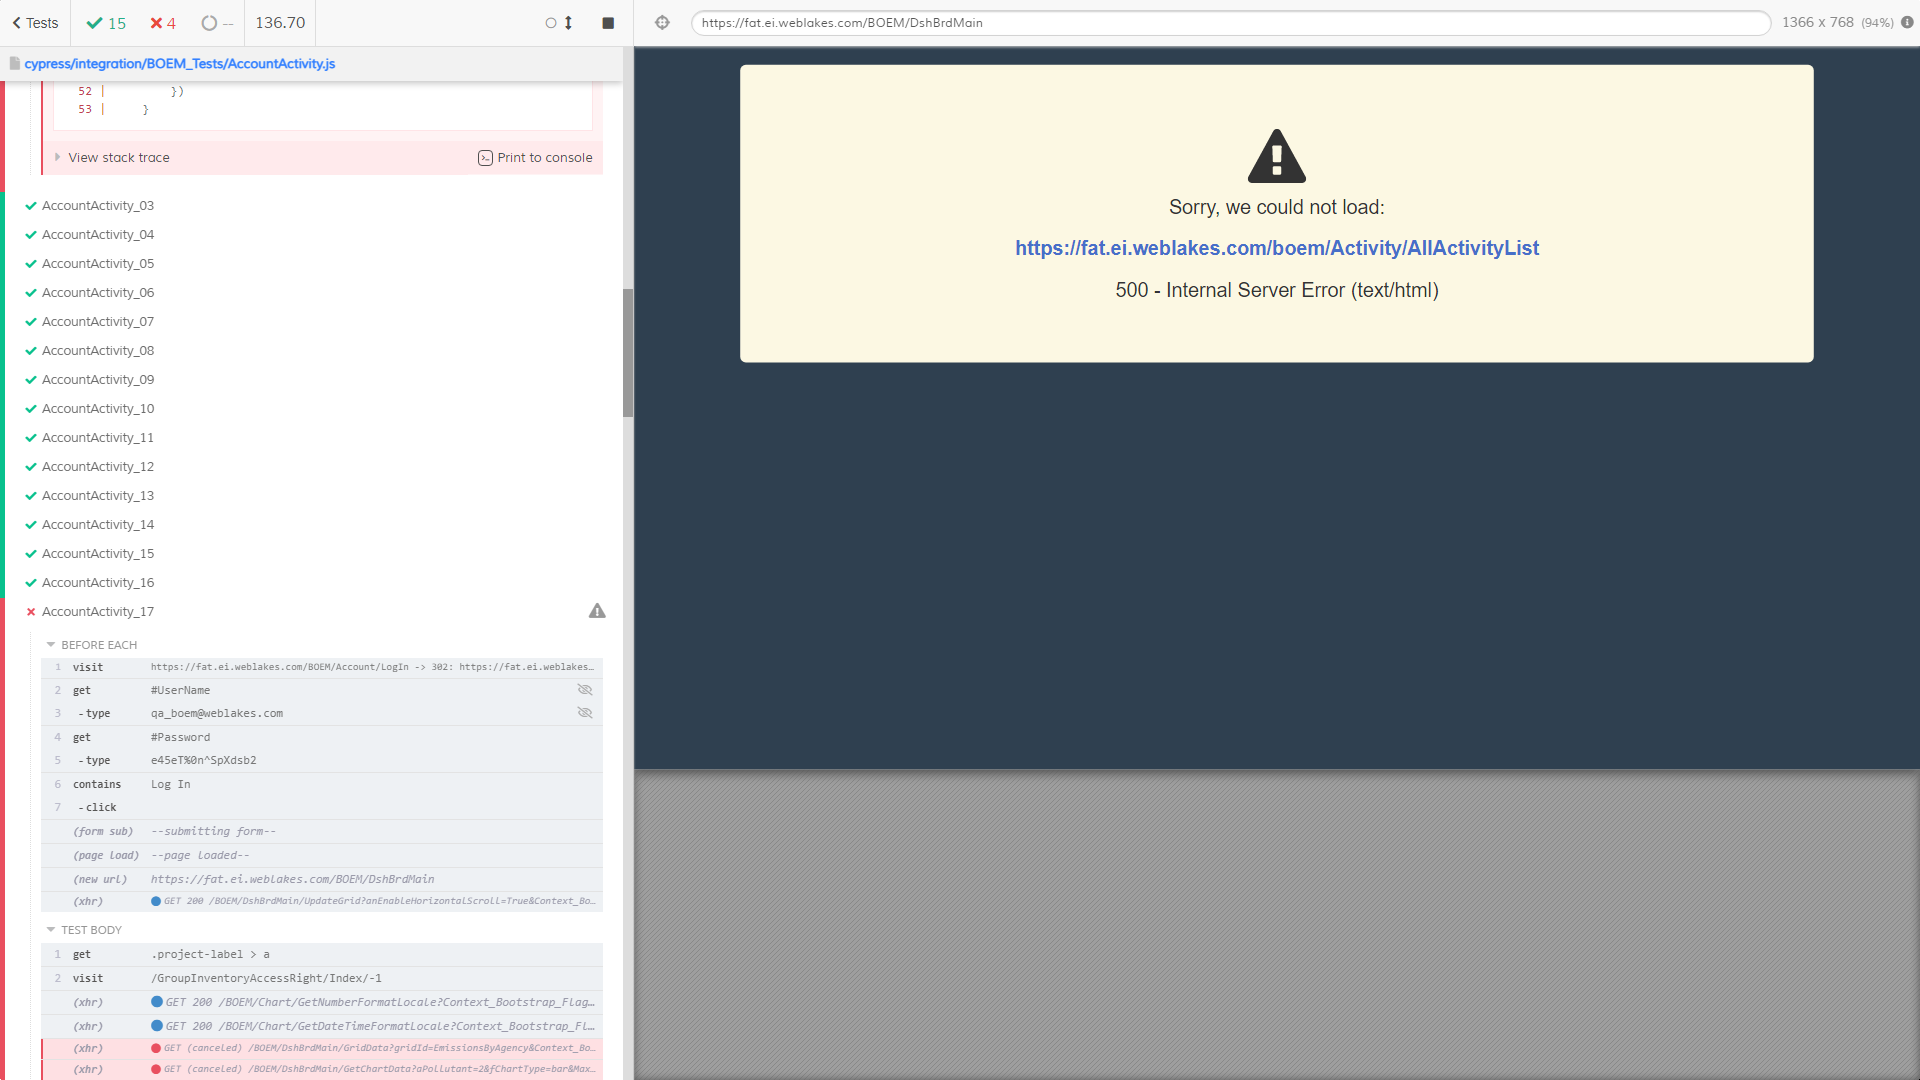 Tests
15
4
--
136.70
https://fat.ei.weblakes.com/BOEM/DshBrdMain
1366 x 768 (94%)
cypress/integration/BOEM_Tests/AccountActivity.js
52 | })
53 | }
View stack trace
Print to console
AccountActivity_03
AccountActivity_04
AccountActivity_05
AccountActivity_06
AccountActivity_07
AccountActivity_08
AccountActivity_09
AccountActivity_10
AccountActivity_11
AccountActivity_12
AccountActivity_13
AccountActivity_14
AccountActivity_15
AccountActivity_16
AccountActivity_17
BEFORE EACH
1 visit https://fat.ei.weblakes.com/BOEM/Account/LogIn -> 302: https://fat.ei.weblakes…
2 get #UserName
3 -type qa_boem@weblakes.com
4 get #Password
5 -type e45eT%0n^SpXdsb2
6 contains Log In
7 -click
(form sub) --submitting form--
(page load) --page loaded--
(new url) https://fat.ei.weblakes.com/BOEM/DshBrdMain
(xhr) GET 200 /BOEM/DshBrdMain/UpdateGrid?anEnableHorizontalScroll=True&Context_Bo…
TEST BODY
1 get .project-label > a
2 visit /GroupInventoryAccessRight/Index/-1
(xhr) GET 200 /BOEM/Chart/GetNumberFormatLocale?Context_Bootstrap_Flag…
(xhr) GET 200 /BOEM/Chart/GetDateTimeFormatLocale?Context_Bootstrap_Fl…
(xhr) GET (canceled) /BOEM/DshBrdMain/GridData?gridId=EmissionsByAgency&Context_Bo…
(xhr) GET (canceled) /BOEM/DshBrdMain/GetChartData?aPollutant=2&fChartType=bar&Max…
Sorry, we could not load:
https://fat.ei.weblakes.com/boem/Activity/AllActivityList
500 - Internal Server Error (text/html)